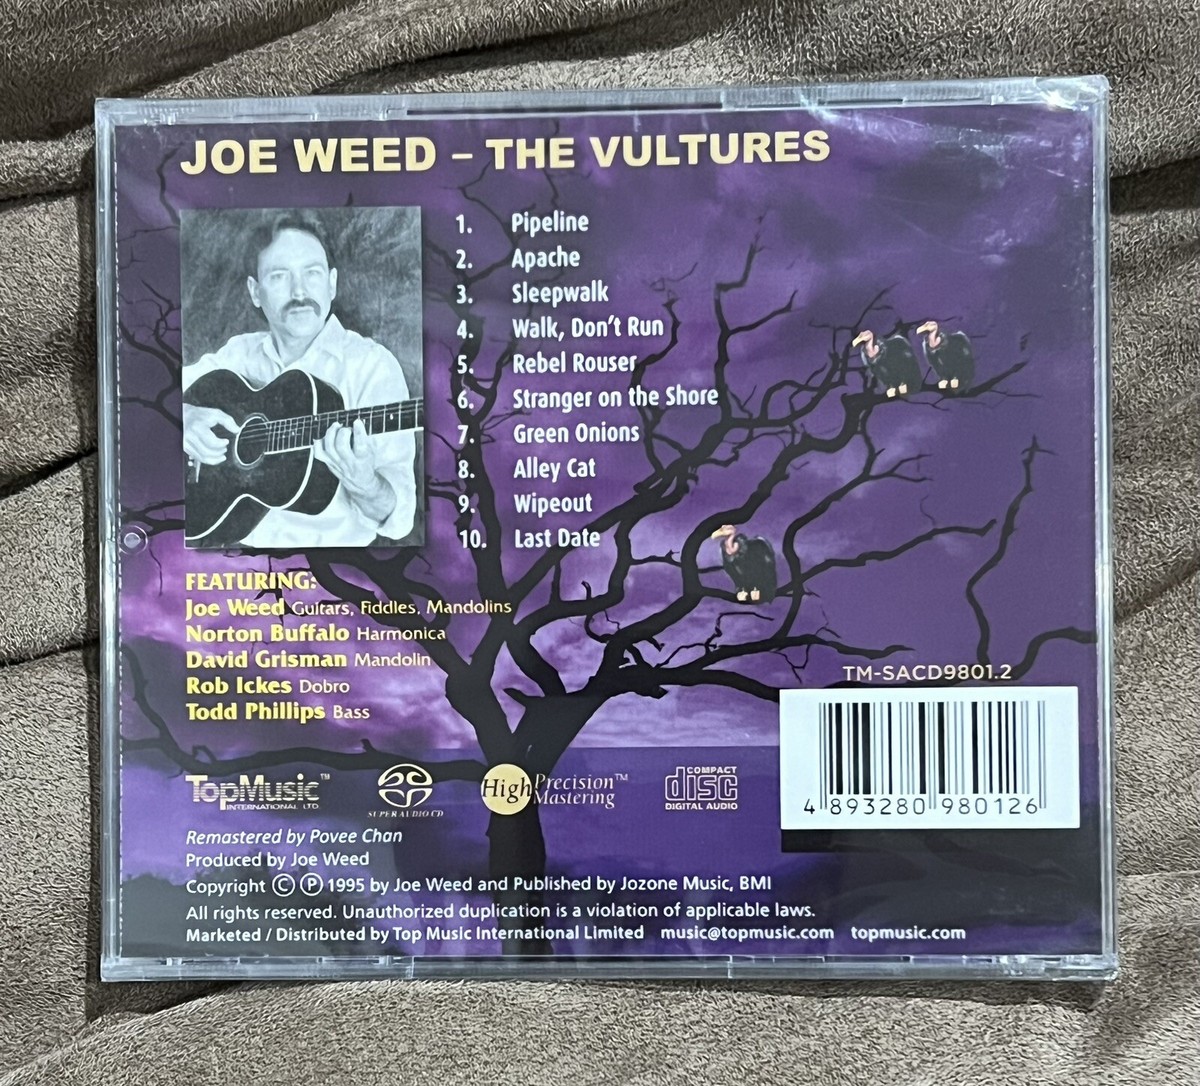 JOE WEED – THE VULTURES
1. Pipeline
2. Apache
3. Sleepwalk
4. Walk, Don't Run
5. Rebel Rouser
6. Stranger on the Shore
7. Green Onions
8. Alley Cat
9. Wipeout
10. Last Date
FEATURING:
Joe Weed Guitars, Fiddles, Mandolins
Norton Buffalo Harmonica
David Grisman Mandolin
Rob Ickes Dobro
Todd Phillips Bass
TM-SACD9801.2
4 893280 980126
TopMusic™
INTERNATIONAL LTD
SUPER AUDIO CD
High Precision™
Mastering
COMPACT
disc
DIGITAL AUDIO
Remastered by Povee Chan
Produced by Joe Weed
Copyright © ℗ 1995 by Joe Weed and Published by Jozone Music, BMI
All rights reserved. Unauthorized duplication is a violation of applicable laws.
Marketed / Distributed by Top Music International Limited music@topmusic.com topmusic.com